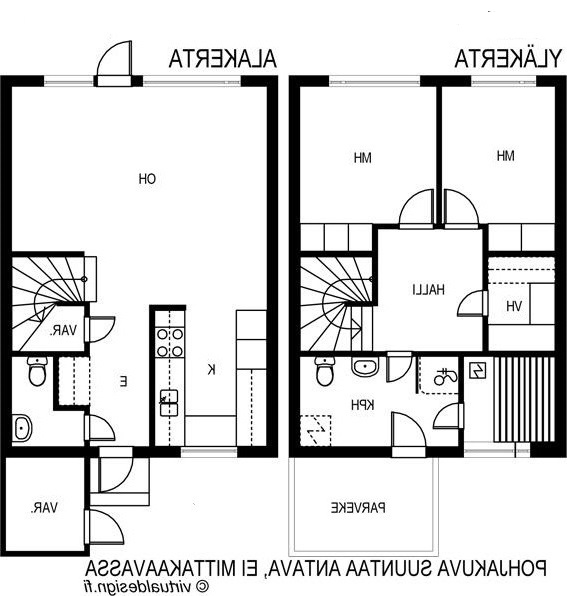 YLÄKERTA
ALAKERTA
MH
MH
OH
HALLI
VH
VAR.
E
K
KPH
VAR.
PARVEKE
POHJAKUVA SUUNTAA ANTAVA, EI MITTAKAAVASSA
© virtualdesign.fi